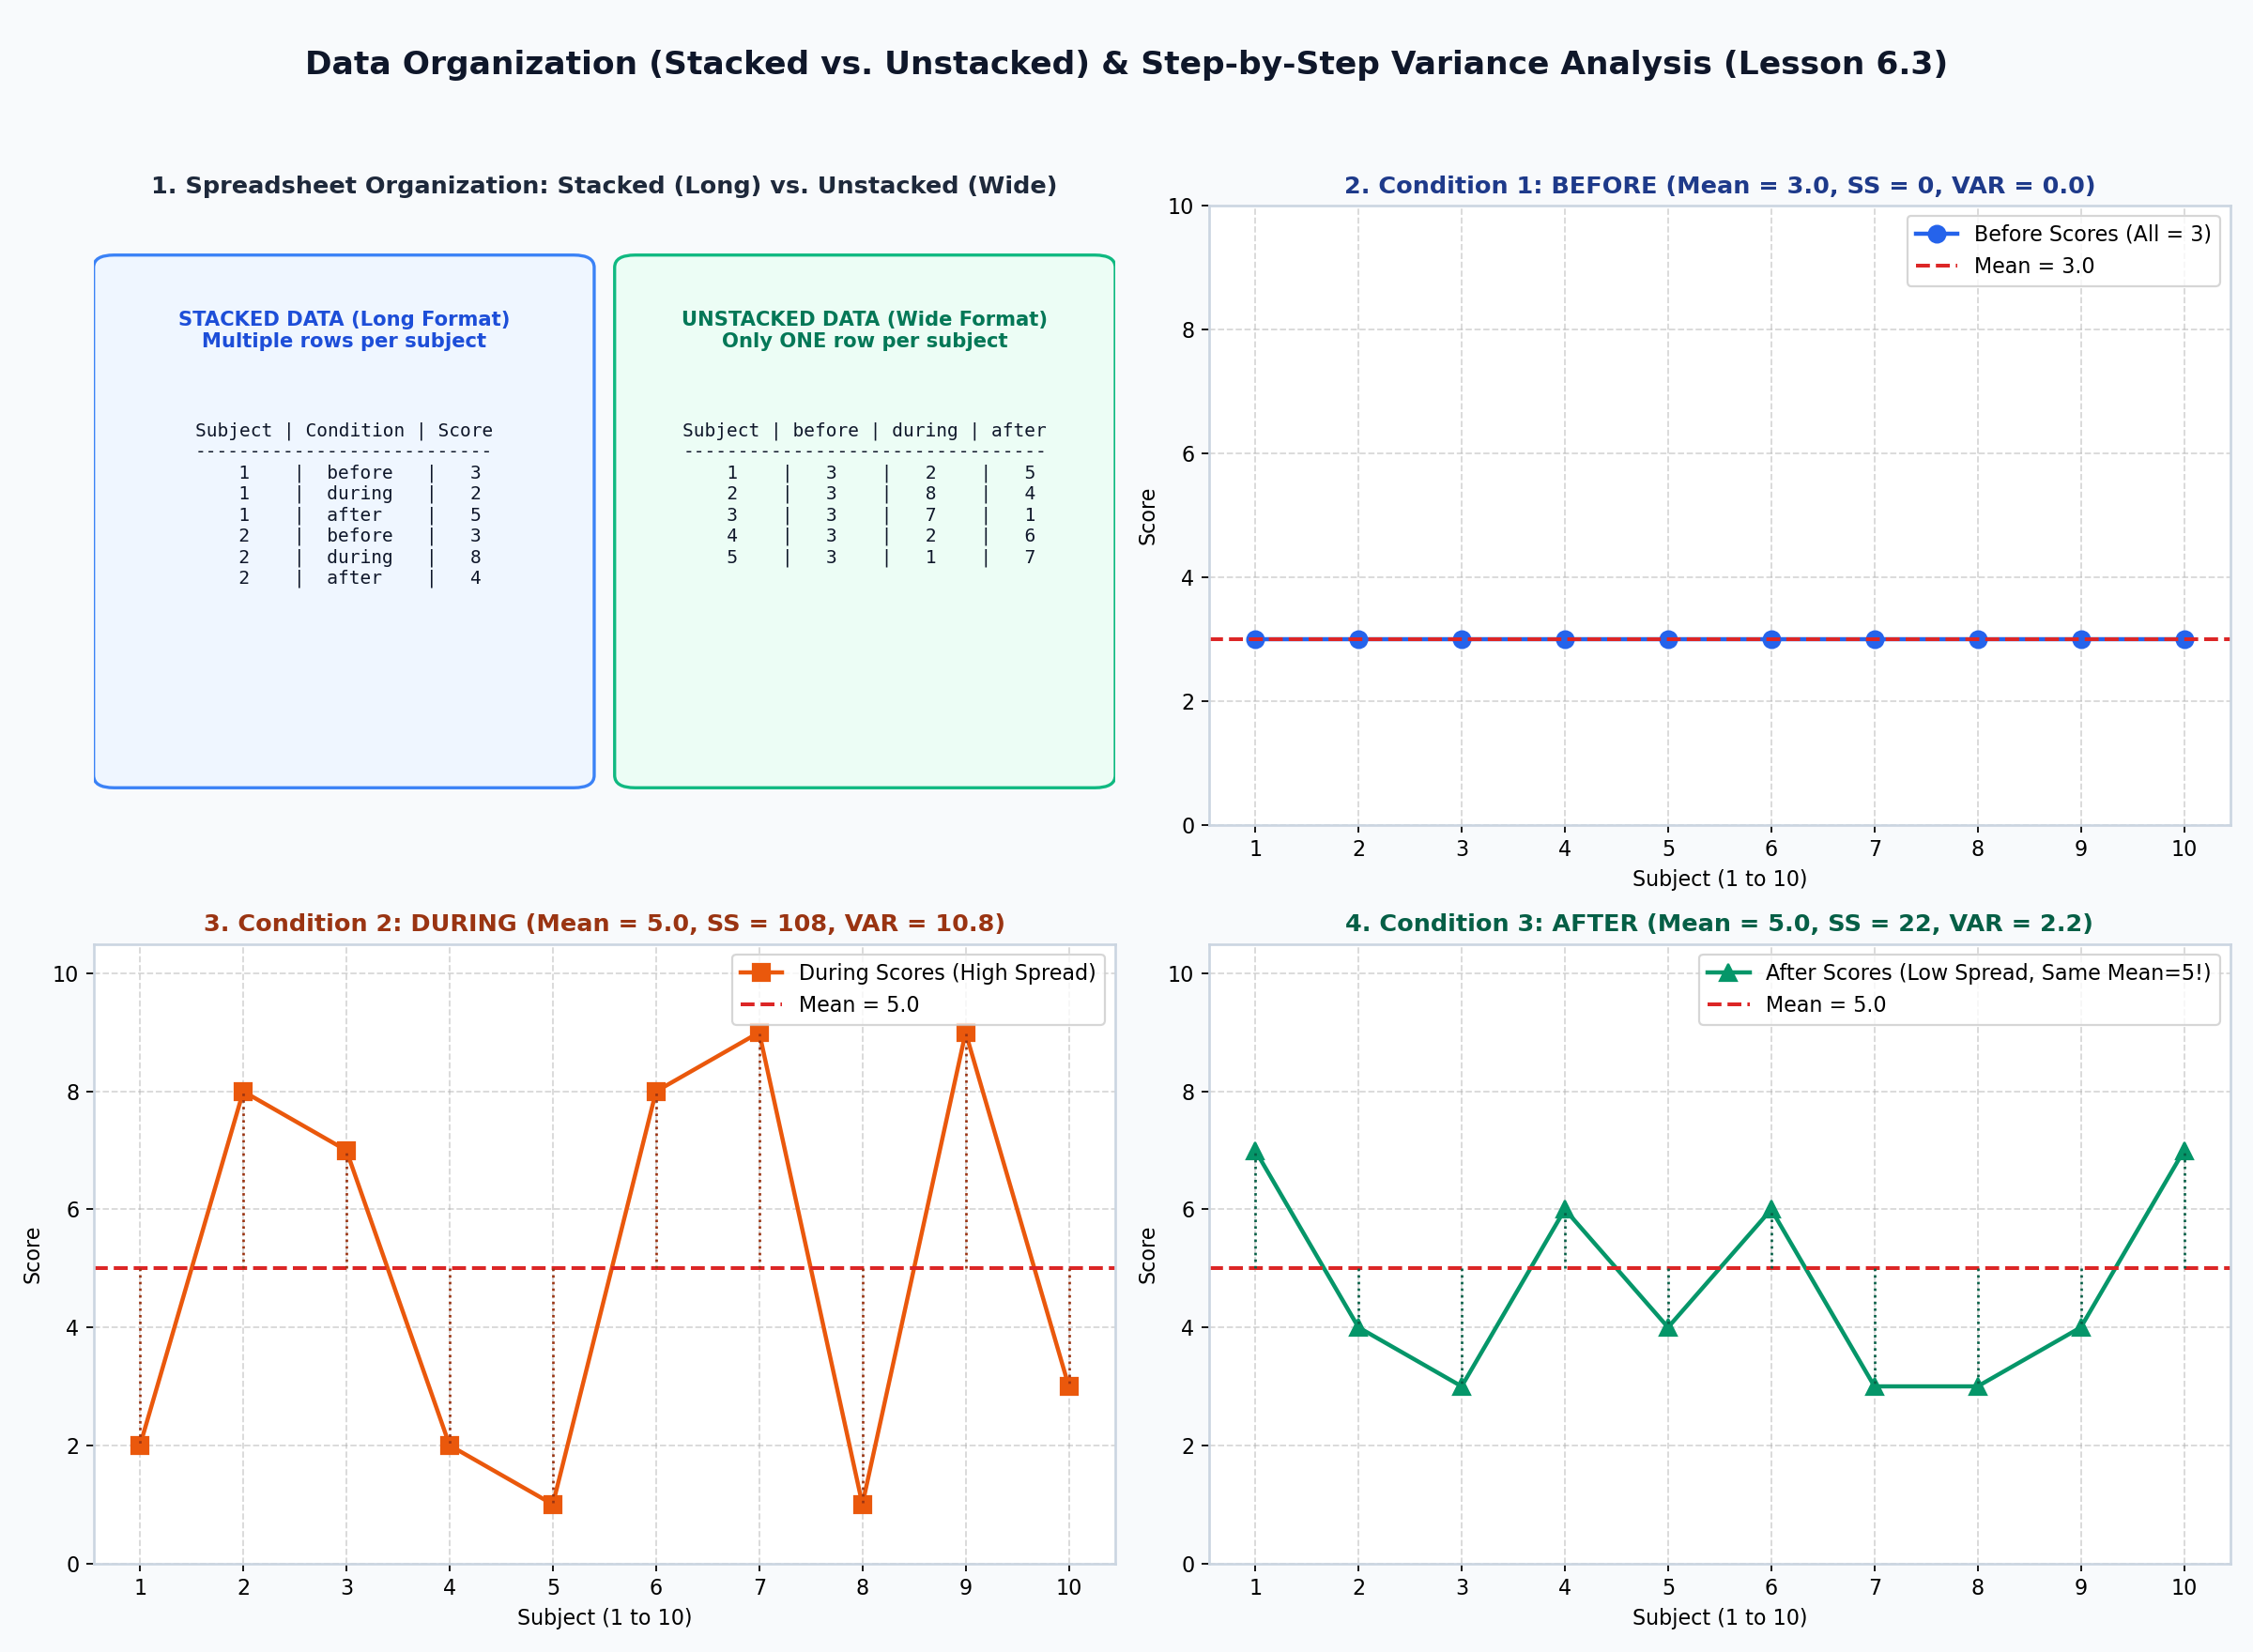 Data Organization (Stacked vs. Unstacked) & Step-by-Step Variance Analysis (Lesson 6.3)
1. Spreadsheet Organization: Stacked (Long) vs. Unstacked (Wide)
STACKED DATA (Long Format)
Multiple rows per subject
Subject | Condition | Score
---------------------------
1 | before | 3
1 | during | 2
1 | after | 5
2 | before | 3
2 | during | 8
2 | after | 4
UNSTACKED DATA (Wide Format)
Only ONE row per subject
Subject | before | during | after
---------------------------------
1 | 3 | 2 | 5
2 | 3 | 8 | 4
3 | 3 | 7 | 1
4 | 3 | 2 | 6
5 | 3 | 1 | 7
2. Condition 1: BEFORE (Mean = 3.0, SS = 0, VAR = 0.0)
Before Scores (All = 3)
Mean = 3.0
Score
10
8
6
4
2
0
1 2 3 4 5 6 7 8 9 10
Subject (1 to 10)
3. Condition 2: DURING (Mean = 5.0, SS = 108, VAR = 10.8)
During Scores (High Spread)
Mean = 5.0
Score
10
8
6
4
2
0
1 2 3 4 5 6 7 8 9 10
Subject (1 to 10)
4. Condition 3: AFTER (Mean = 5.0, SS = 22, VAR = 2.2)
After Scores (Low Spread, Same Mean=5!)
Mean = 5.0
Score
10
8
6
4
2
0
1 2 3 4 5 6 7 8 9 10
Subject (1 to 10)